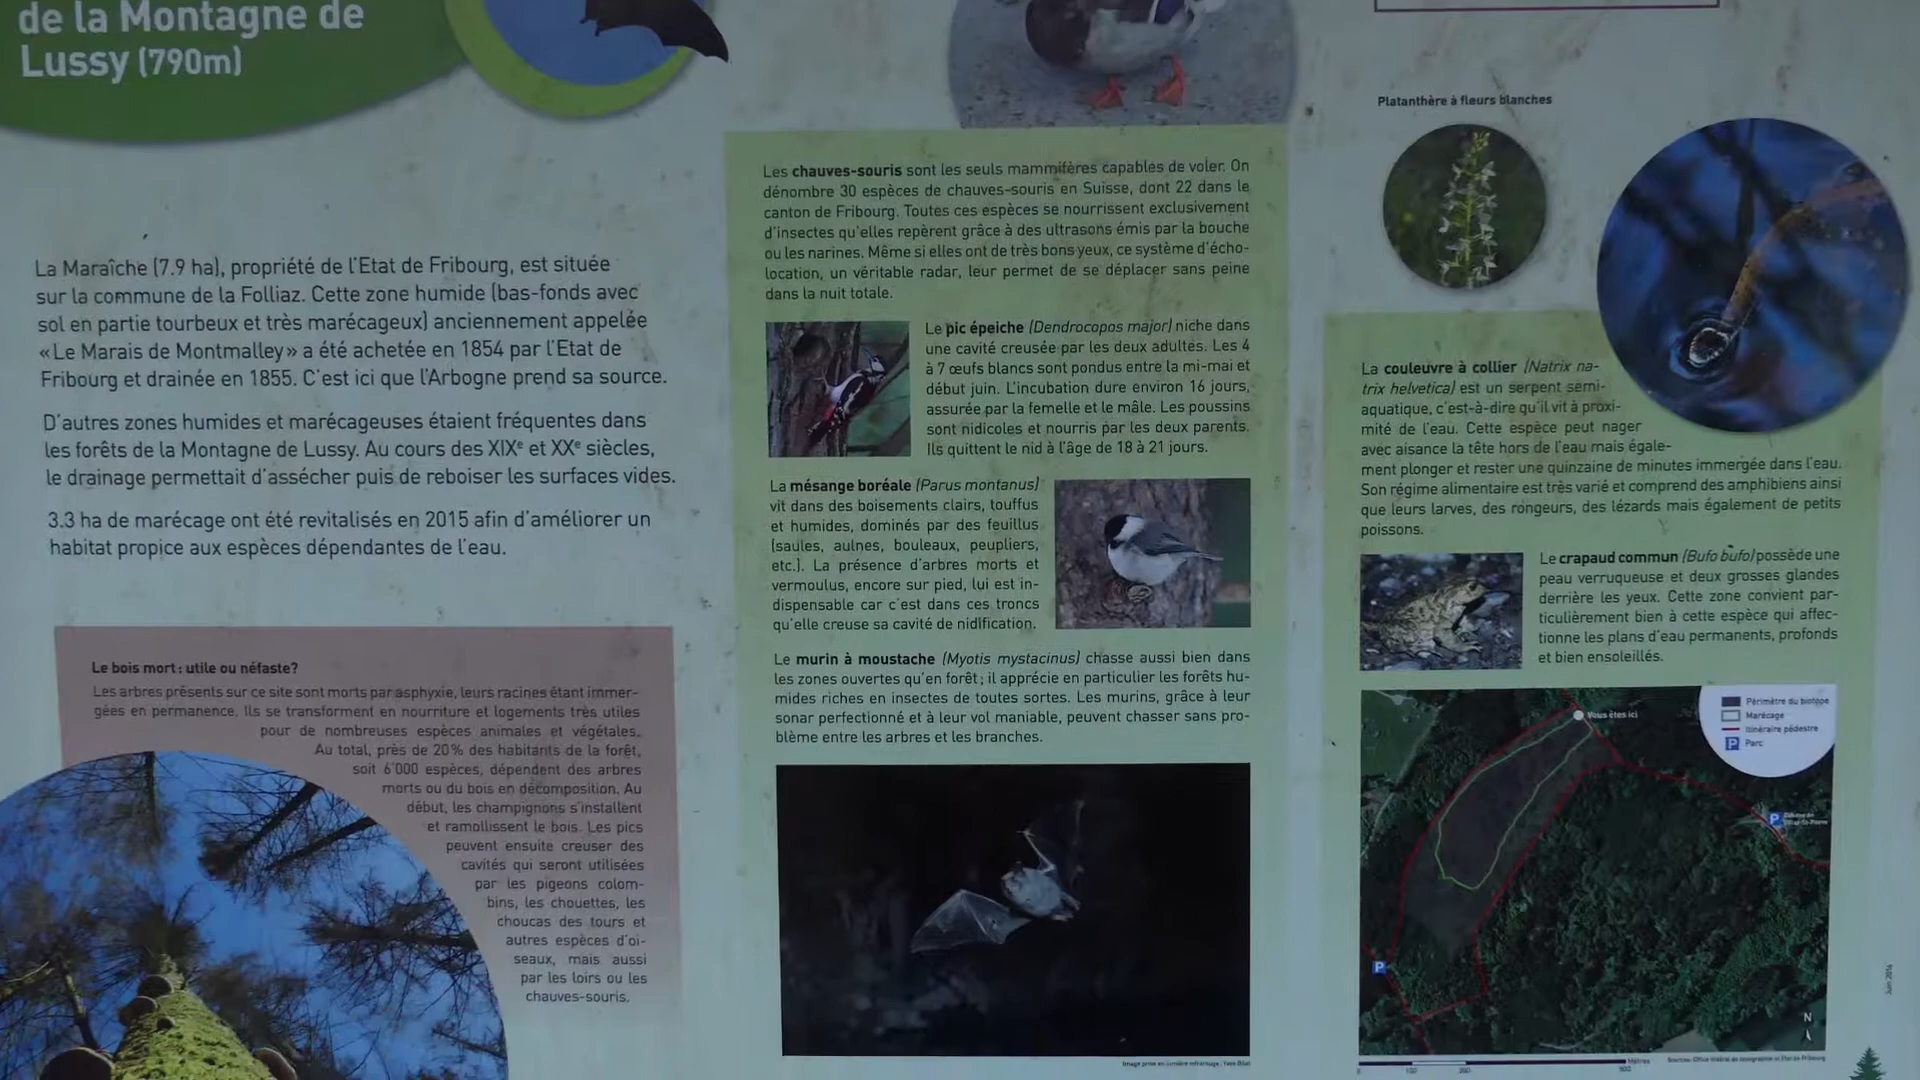 de la Montagne de
Lussy (790m)
La Maraîche (7.9 ha), propriété de l'Etat de Fribourg, est située
sur la commune de la Folliaz. Cette zone humide (bas-fonds avec
sol en partie tourbeux et très marécageux) anciennement appelée
«Le Marais de Montmalley» a été achetée en 1854 par l'Etat de
Fribourg et drainée en 1855. C'est ici que l'Arbogne prend sa source.
D'autres zones humides et marécageuses étaient fréquentes dans
les forêts de la Montagne de Lussy. Au cours des XIXe et XXe siècles,
le drainage permettait d'assécher puis de reboiser les surfaces vides.
3.3 ha de marécage ont été revitalisés en 2015 afin d'améliorer un
habitat propice aux espèces dépendantes de l'eau.
Le bois mort : utile ou néfaste?
Les arbres présents sur ce site sont morts par asphyxie, leurs racines étant immer-
gées en permanence. Ils se transforment en nourriture et logements très utiles
pour de nombreuses espèces animales et végétales.
Au total, près de 20% des habitants de la forêt,
soit 6'000 espèces, dépendent des arbres
morts ou du bois en décomposition. Au
début, les champignons s'installent
et ramollissent le bois. Les pics
peuvent ensuite creuser des
cavités qui seront utilisées
par les pigeons colom-
bins, les chouettes, les
choucas des tours et
autres espèces d'oi-
seaux, mais aussi
par les loirs ou les
chauves-souris.
Les chauves-souris sont les seuls mammifères capables de voler. On
dénombre 30 espèces de chauves-souris en Suisse, dont 22 dans le
canton de Fribourg. Toutes ces espèces se nourrissent exclusivement
d'insectes qu'elles repèrent grâce à des ultrasons émis par la bouche
ou les narines. Même si elles ont de très bons yeux, ce système d'écho-
location, un véritable radar, leur permet de se déplacer sans peine
dans la nuit totale.
Le pic épeiche (Dendrocopos major) niche dans
une cavité creusée par les deux adultes. Les 4
à 7 œufs blancs sont pondus entre la mi-mai et
début juin. L'incubation dure environ 16 jours,
assurée par la femelle et le mâle. Les poussins
sont nidicoles et nourris par les deux parents.
Ils quittent le nid à l'âge de 18 à 21 jours.
La mésange boréale (Parus montanus)
vit dans des boisements clairs, touffus
et humides, dominés par des feuillus
(saules, aulnes, bouleaux, peupliers,
etc.). La présence d'arbres morts et
vermoulus, encore sur pied, lui est in-
dispensable car c'est dans ces troncs
qu'elle creuse sa cavité de nidification.
Le murin à moustache (Myotis mystacinus) chasse aussi bien dans
les zones ouvertes qu'en forêt ; il apprécie en particulier les forêts hu-
mides riches en insectes de toutes sortes. Les murins, grâce à leur
sonar perfectionné et à leur vol maniable, peuvent chasser sans pro-
blème entre les arbres et les branches.
Image prise en lumière infrarouge / Yves Bilat
Platanthère à fleurs blanches
La couleuvre à collier (Natrix na-
trix helvetica) est un serpent semi-
aquatique, c'est-à-dire qu'il vit à proxi-
mité de l'eau. Cette espèce peut nager
avec aisance la tête hors de l'eau mais égale-
ment plonger et rester une quinzaine de minutes immergée dans l'eau.
Son régime alimentaire est très varié et comprend des amphibiens ainsi
que leurs larves, des rongeurs, des lézards mais également de petits
poissons.
Le crapaud commun (Bufo bufo) possède une
peau verruqueuse et deux grosses glandes
derrière les yeux. Cette zone convient par-
ticulièrement bien à cette espèce qui affec-
tionne les plans d'eau permanents, profonds
et bien ensoleillés.
Périmètre du biotope
Marécage
Itinéraire pédestre
P Parc
Vous êtes ici
P
P
N
Mètres
0 100 200 500
Juin 2016